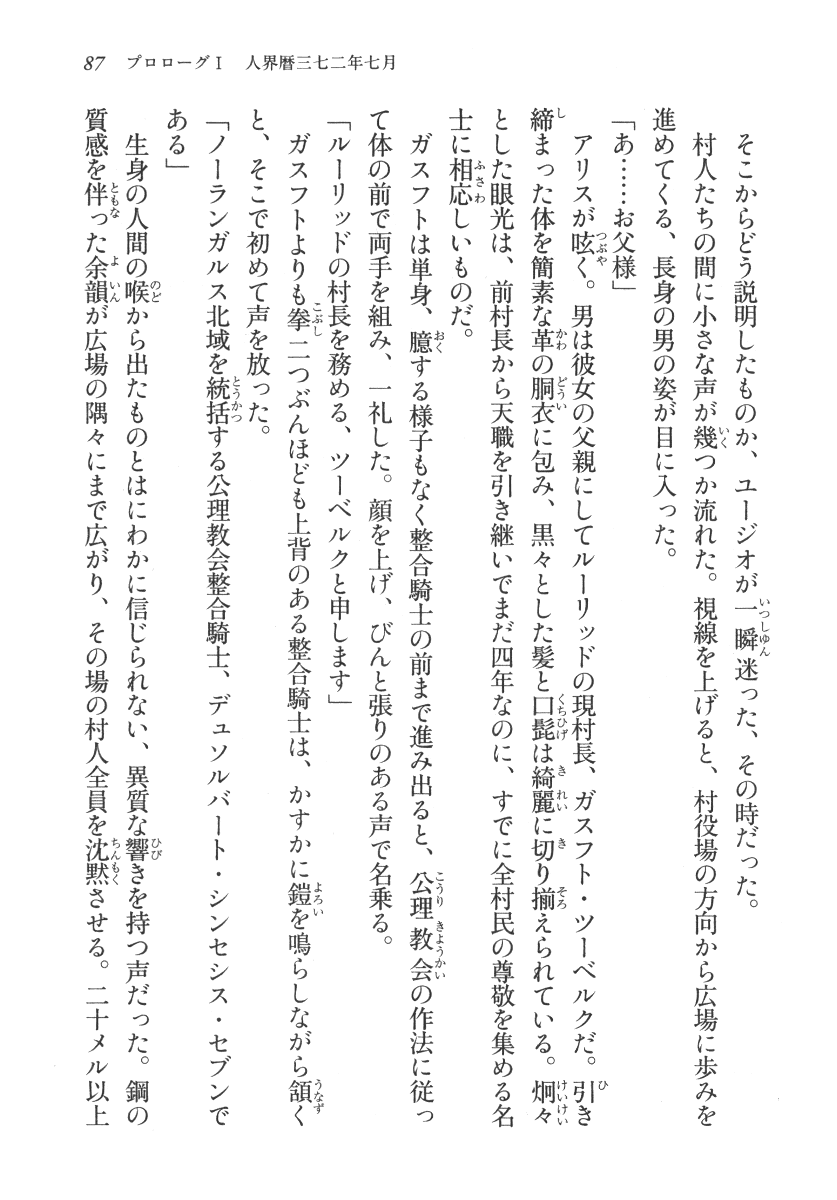 87　プロローグⅠ　人界暦三七二年七月
そこからどう説明したものか、ユージオが一瞬迷った、その時だった。
村人たちの間に小さな声が幾つか流れた。視線を上げると、村役場の方向から広場に歩みを
進めてくる、長身の男の姿が目に入った。
「あ……お父様」
アリスが呟く。男は彼女の父親にしてルーリッドの現村長、ガスフト・ツーベルクだ。引き
締まった体を簡素な革の胴衣に包み、黒々とした髪と口髭は綺麗に切り揃えられている。炯々
とした眼光は、前村長から天職を引き継いでまだ四年なのに、すでに全村民の尊敬を集める名
士に相応しいものだ。
ガスフトは単身、臆する様子もなく整合騎士の前まで進み出ると、公理教会の作法に従っ
て体の前で両手を組み、一礼した。顔を上げ、びんと張りのある声で名乗る。
「ルーリッドの村長を務める、ツーベルクと申します」
ガスフトよりも拳二つぶんほども上背のある整合騎士は、かすかに鎧を鳴らしながら頷く
と、そこで初めて声を放った。
「ノーランガルス北域を統括する公理教会整合騎士、デュソルバート・シンセシス・セブンで
ある」
生身の人間の喉から出たものとはにわかに信じられない、異質な響きを持つ声だった。鋼の
質感を伴った余韻が広場の隅々にまで広がり、その場の村人全員を沈黙させる。二十メル以上